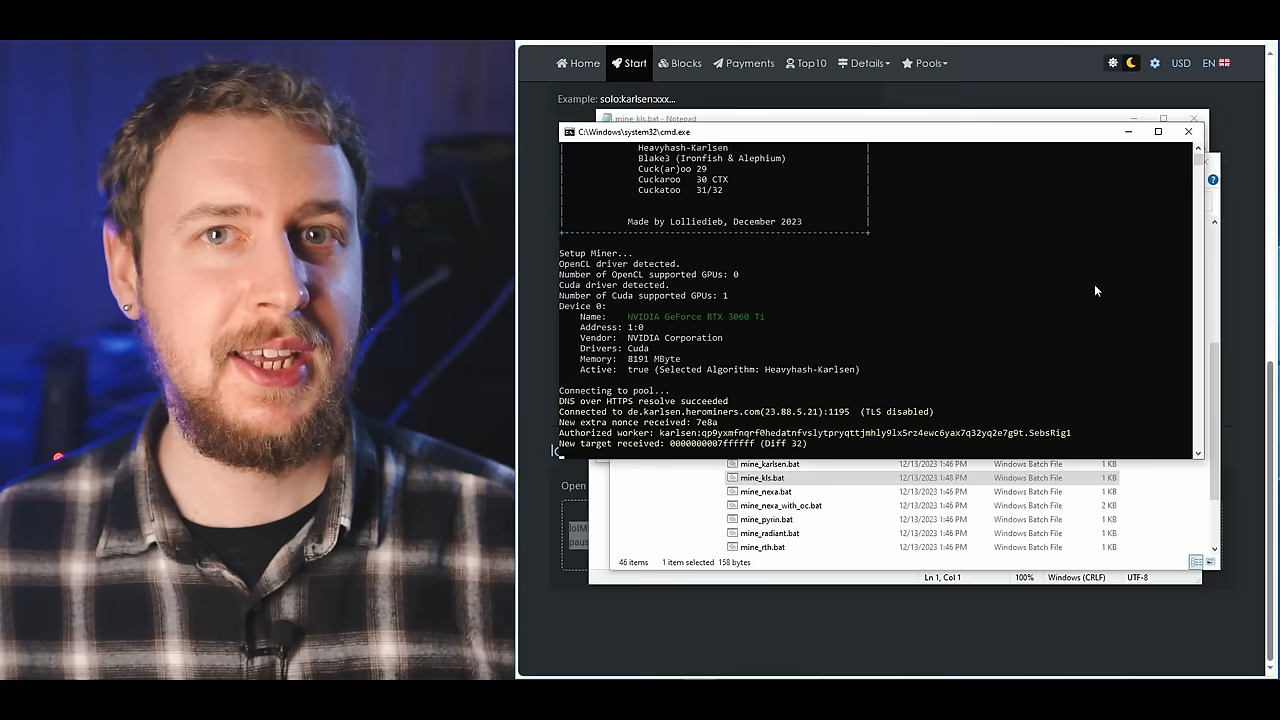 Home Start Blocks Payments Top10 Details Pools USD EN
Example: solo:karlsen:xxx...
mine_kls.bat - Notepad
C:\Windows\system32\cmd.exe
Heavyhash-Karlsen
Blake3 (Ironfish & Alephium)
Cuck(ar)oo 29
Cuckaroo 30 CTX
Cuckatoo 31/32
Made by Lolliedieb, December 2023
Setup Miner...
OpenCL driver detected.
Number of OpenCL supported GPUs: 0
Cuda driver detected.
Number of Cuda supported GPUs: 1
Device 0:
Name: NVIDIA GeForce RTX 3060 Ti
Address: 1:0
Vendor: NVIDIA Corporation
Drivers: Cuda
Memory: 8191 MByte
Active: true (Selected Algorithm: Heavyhash-Karlsen)
Connecting to pool...
DNS over HTTPS resolve succeeded
Connected to de.karlsen.herominers.com(23.88.5.21):1195 (TLS disabled)
New extra nonce received: 7e8a
Authorized worker: karlsen:qp9yxmfnqrf0hedatnfvslytpryqttjmhly9lx5rz4ewc6yax7q32yq2e7g9t.SebsRig1
New target received: 0000000007ffffff (Diff 32)
mine_karlsen.bat 12/13/2023 1:46 PM Windows Batch File 1 KB
mine_kls.bat 12/13/2023 1:48 PM Windows Batch File 1 KB
mine_nexa.bat 12/13/2023 1:46 PM Windows Batch File 1 KB
mine_nexa_with_oc.bat 12/13/2023 1:46 PM Windows Batch File 2 KB
Open
mine_pyrin.bat 12/13/2023 1:46 PM Windows Batch File 1 KB
lolM
mine_radiant.bat 12/13/2023 1:46 PM Windows Batch File 1 KB
paus
mine_rth.bat 12/13/2023 1:46 PM Windows Batch File 1 KB
46 items 1 item selected 158 bytes
Ln 1, Col 1 100% Windows (CRLF) UTF-8